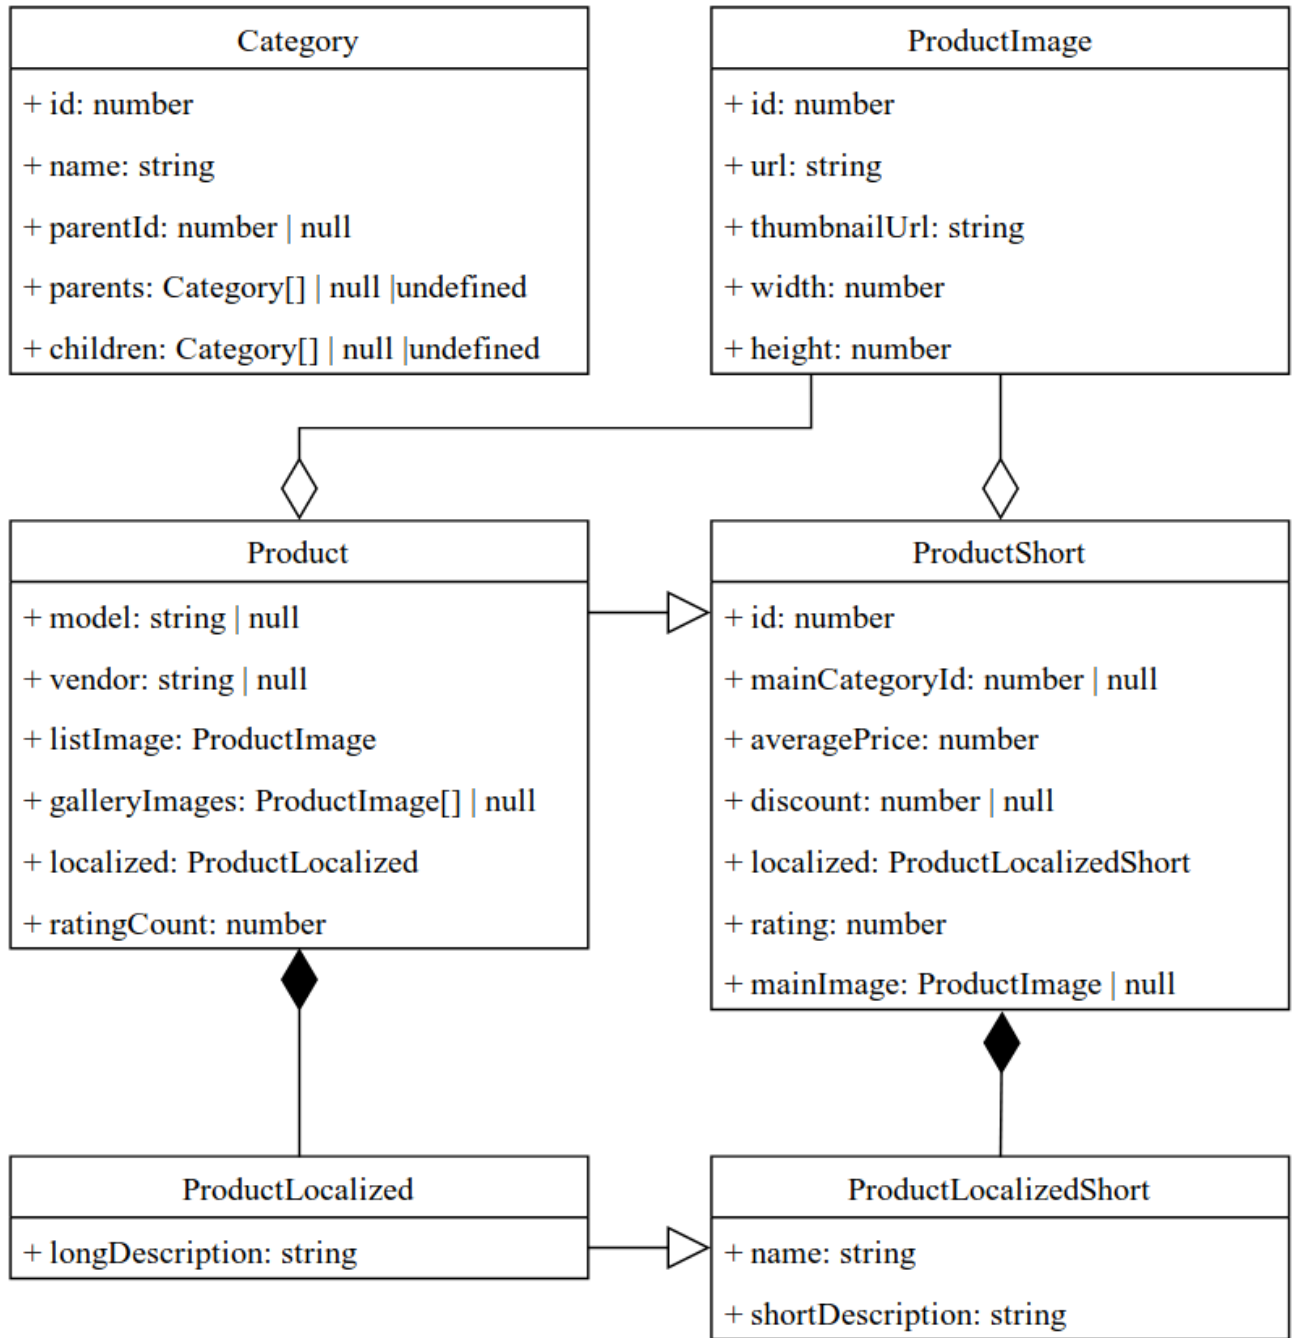 Category
+ id: number
+ name: string
+ parentId: number | null
+ parents: Category[] | null |undefined
+ children: Category[] | null |undefined
ProductImage
+ id: number
+ url: string
+ thumbnailUrl: string
+ width: number
+ height: number
Product
+ model: string | null
+ vendor: string | null
+ listImage: ProductImage
+ galleryImages: ProductImage[] | null
+ localized: ProductLocalized
+ ratingCount: number
ProductShort
+ id: number
+ mainCategoryId: number | null
+ averagePrice: number
+ discount: number | null
+ localized: ProductLocalizedShort
+ rating: number
+ mainImage: ProductImage | null
ProductLocalized
+ longDescription: string
ProductLocalizedShort
+ name: string
+ shortDescription: string